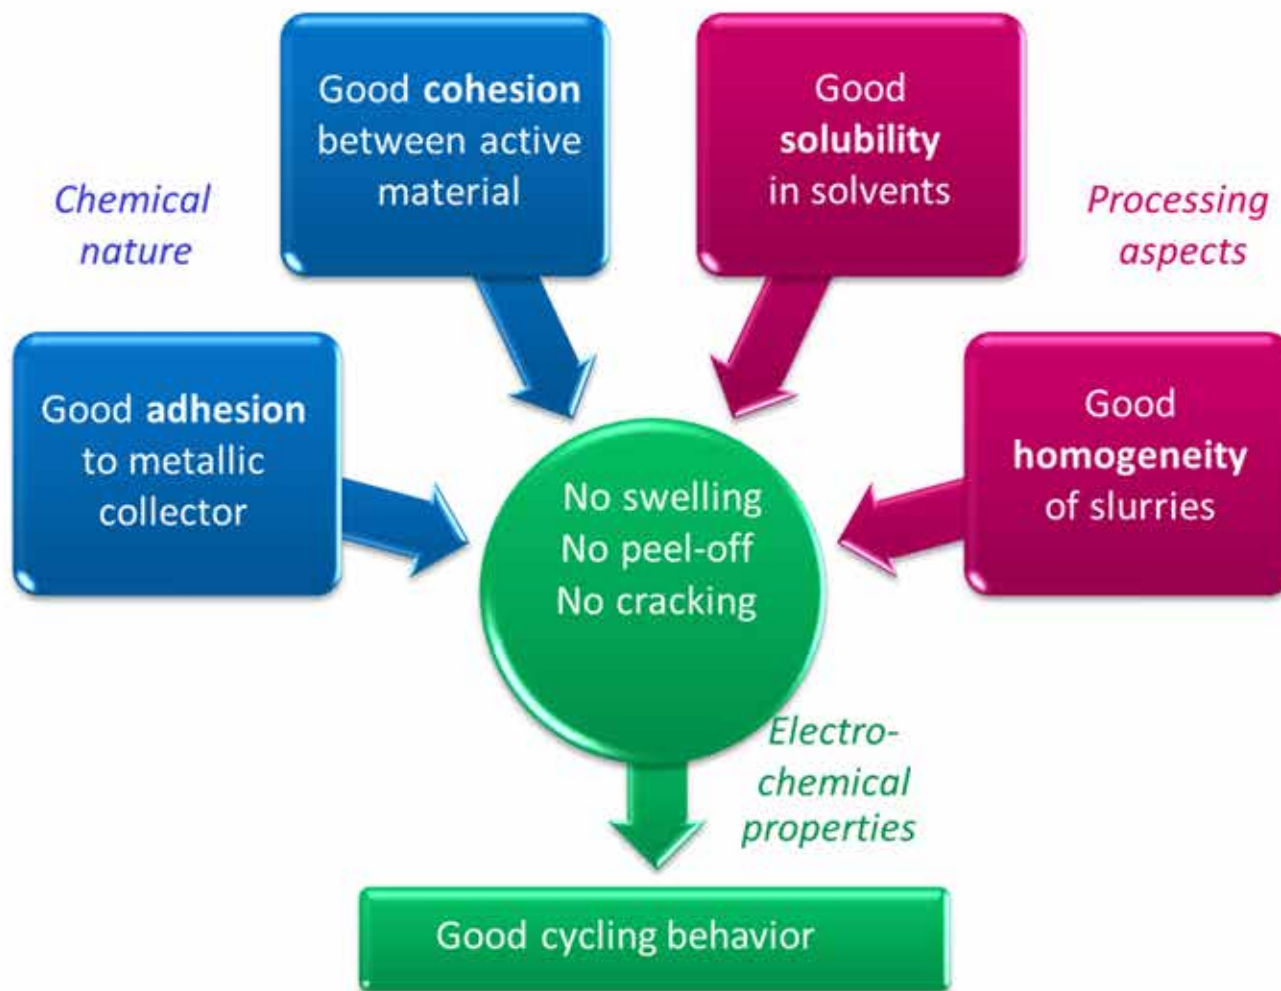 Good cohesion
between active
material
Good
solubility
in solvents
Chemical
nature
Processing
aspects
Good adhesion
to metallic
collector
Good
homogeneity
of slurries
No swelling
No peel-off
No cracking
Electro-
chemical
properties
Good cycling behavior